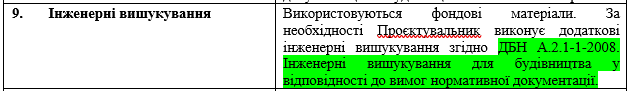 9. Інженерні вишукування
Використовуються фондові матеріали. За
необхідності Проєктувальник виконує додаткові
інженерні вишукування згідно ДБН А.2.1-1-2008.
Інженерні вишукування для будівництва у
відповідності до вимог нормативної документації.